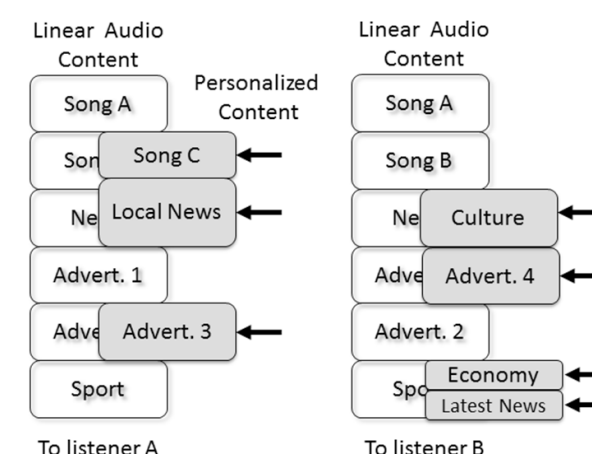 Linear Audio
Content
Song A
Personalized
Content
Son
Song C
Ne
Local News
Advert. 1
Adve
Advert. 3
Sport
To listener A
Linear Audio
Content
Song A
Song B
Ne
Culture
Adve
Advert. 4
Advert. 2
Spo
Economy
Latest News
To listener B